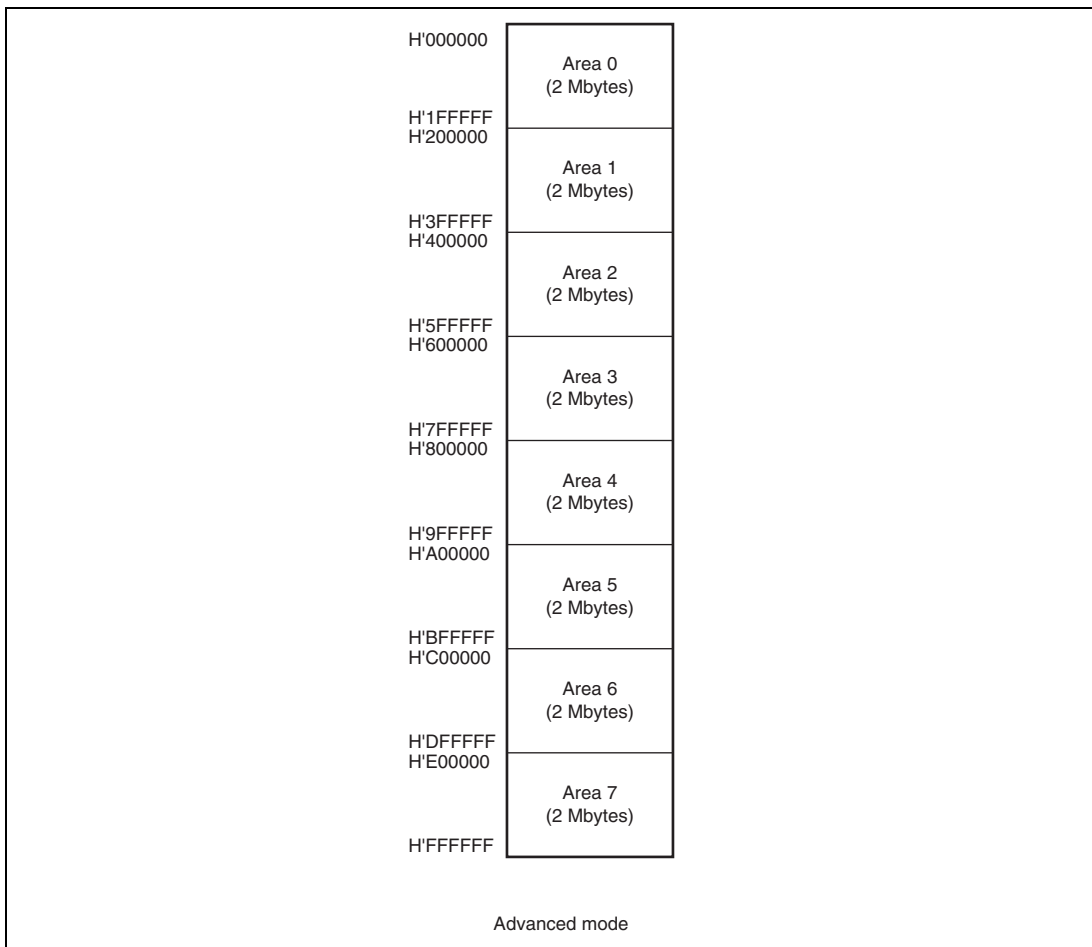 H'000000
Area 0
(2 Mbytes)
H'1FFFFF
H'200000
Area 1
(2 Mbytes)
H'3FFFFF
H'400000
Area 2
(2 Mbytes)
H'5FFFFF
H'600000
Area 3
(2 Mbytes)
H'7FFFFF
H'800000
Area 4
(2 Mbytes)
H'9FFFFF
H'A00000
Area 5
(2 Mbytes)
H'BFFFFF
H'C00000
Area 6
(2 Mbytes)
H'DFFFFF
H'E00000
Area 7
(2 Mbytes)
H'FFFFFF
Advanced mode